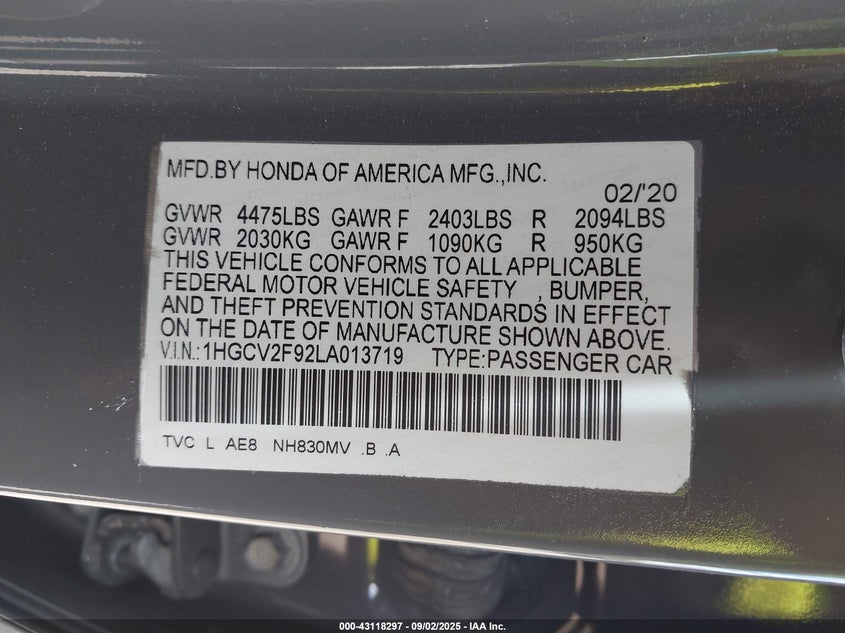 MFD.BY HONDA OF AMERICA MFG.,INC.
02/'20
GVWR 4475LBS GAWR F 2403LBS R 2094LBS
GVWR 2030KG GAWR F 1090KG R 950KG
THIS VEHICLE CONFORMS TO ALL APPLICABLE
FEDERAL MOTOR VEHICLE SAFETY , BUMPER,
AND THEFT PREVENTION STANDARDS IN EFFECT
ON THE DATE OF MANUFACTURE SHOWN ABOVE.
V.I.N.:1HGCV2F92LA013719 TYPE:PASSENGER CAR
TVC L AE8 NH830MV .B .A
000-43118297 - 09/02/2025 - IAA Inc.